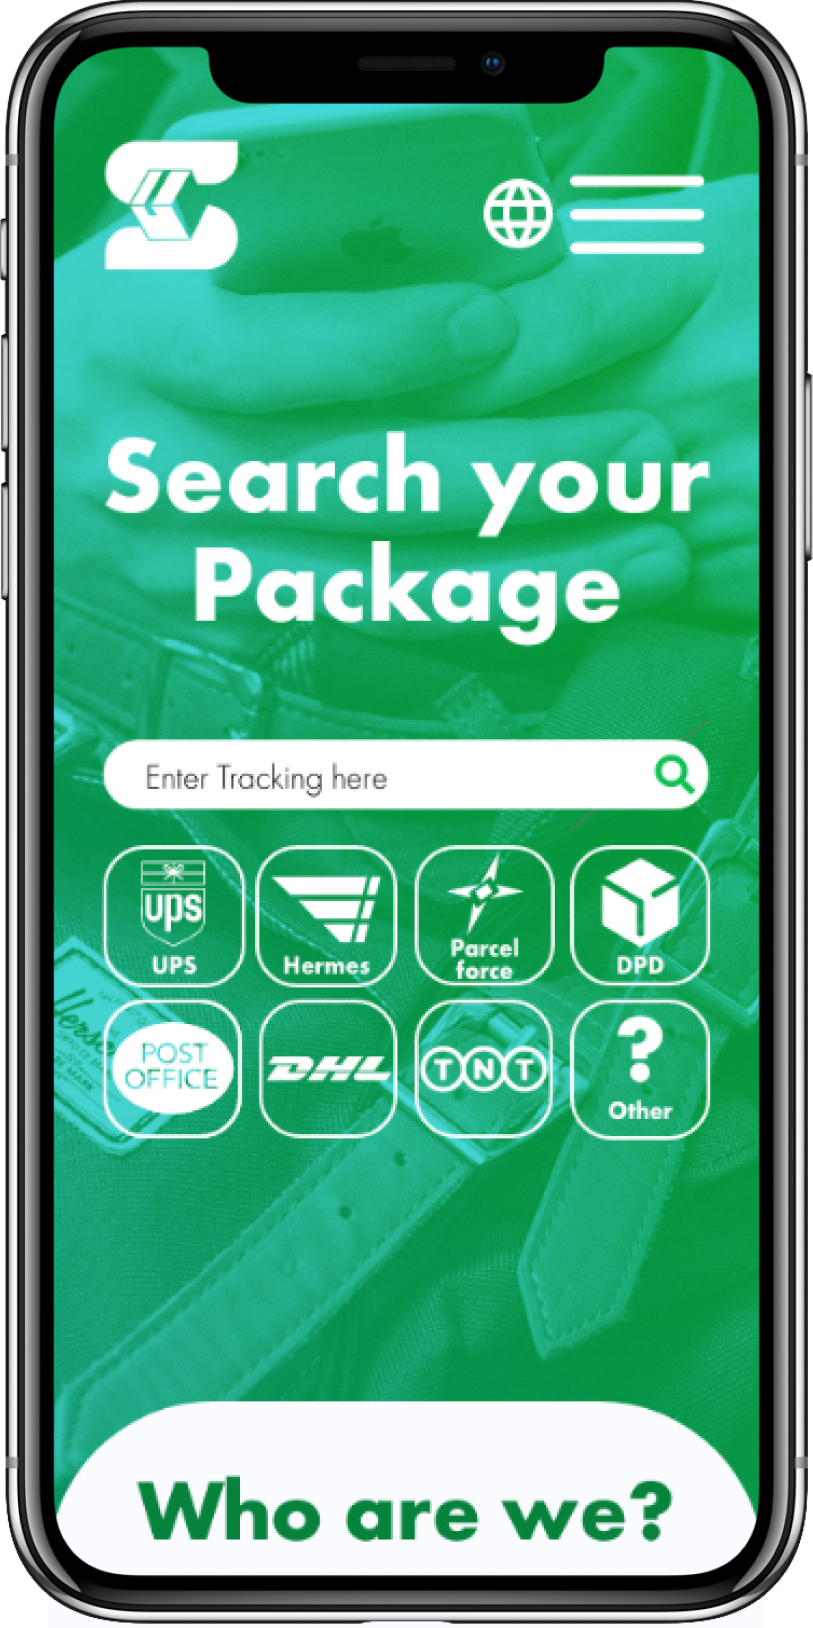 Search your
Package
Enter Tracking here
ups
UPS
Hermes
Parcel
force
DPD
POST
OFFICE
DHL
TNT
?
Other
Who are we?